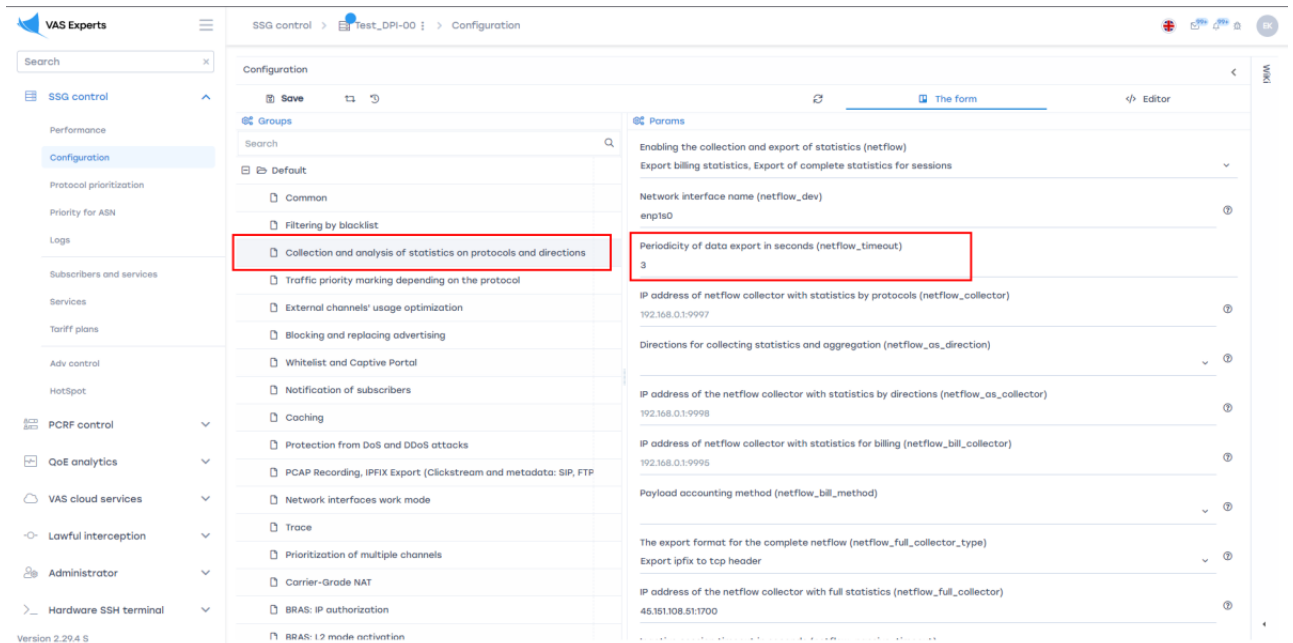 VAS Experts
SSG control > Test_DPI-00 > Configuration
99+ 99+
EK
Search
Configuration
Wiki
SSG control
Save
The form
</> Editor
Groups
Params
Performance
Search
Enabling the collection and export of statistics (netflow)
Configuration
Export billing statistics, Export of complete statistics for sessions
Default
Protocol prioritization
Common
Network interface name (netflow_dev)
Priority for ASN
enp1s0
Filtering by blacklist
Logs
Collection and analysis of statistics on protocols and directions
Periodicity of data export in seconds (netflow_timeout)
3
Subscribers and services
Traffic priority marking depending on the protocol
Services
External channels' usage optimization
IP address of netflow collector with statistics by protocols (netflow_collector)
192.168.0.1:9997
Tariff plans
Blocking and replacing advertising
Directions for collecting statistics and aggregation (netflow_as_direction)
Adv control
Whitelist and Captive Portal
HotSpot
Notification of subscribers
IP address of the netflow collector with statistics by directions (netflow_as_collector)
192.168.0.1:9998
PCRF control
Caching
Protection from DoS and DDoS attacks
IP address of netflow collector with statistics for billing (netflow_bill_collector)
192.168.0.1:9995
QoE analytics
PCAP Recording, IPFIX Export (Clickstream and metadata: SIP, FTP
VAS cloud services
Network interfaces work mode
Payload accounting method (netflow_bill_method)
Lawful interception
Trace
The export format for the complete netflow (netflow_full_collector_type)
Export ipfix to tcp header
Prioritization of multiple channels
Administrator
Carrier-Grade NAT
IP address of the netflow collector with full statistics (netflow_full_collector)
45.151.108.51:1700
Hardware SSH terminal
BRAS: IP authorization
Version 2.29.4 S
BRAS: L2 mode activation